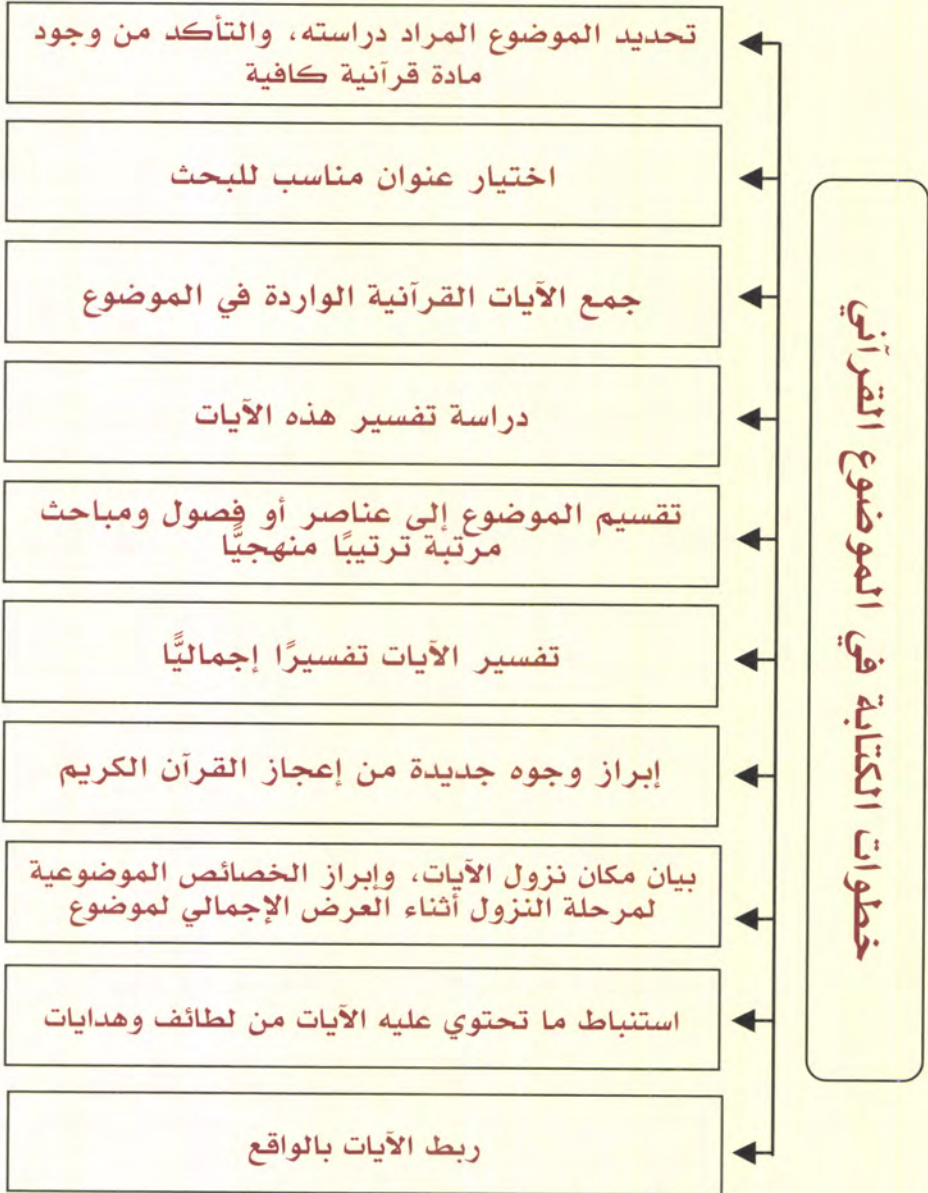 خطوات الكتابة في الموضوع القرآني
تحديد الموضوع المراد دراسته، والتأكد من وجود
مادة قرآنية كافية
اختيار عنوان مناسب للبحث
جمع الآيات القرآنية الواردة في الموضوع
دراسة تفسير هذه الآيات
تقسيم الموضوع إلى عناصر أو فصول ومباحث
مرتبة ترتيبًا منهجيًّا
تفسير الآيات تفسيرًا إجماليًّا
إبراز وجوه جديدة من إعجاز القرآن الكريم
بيان مكان نزول الآيات، وإبراز الخصائص الموضوعية
لمرحلة النزول أثناء العرض الإجمالي لموضوع
استنباط ما تحتوي عليه الآيات من لطائف وهدايات
ربط الآيات بالواقع